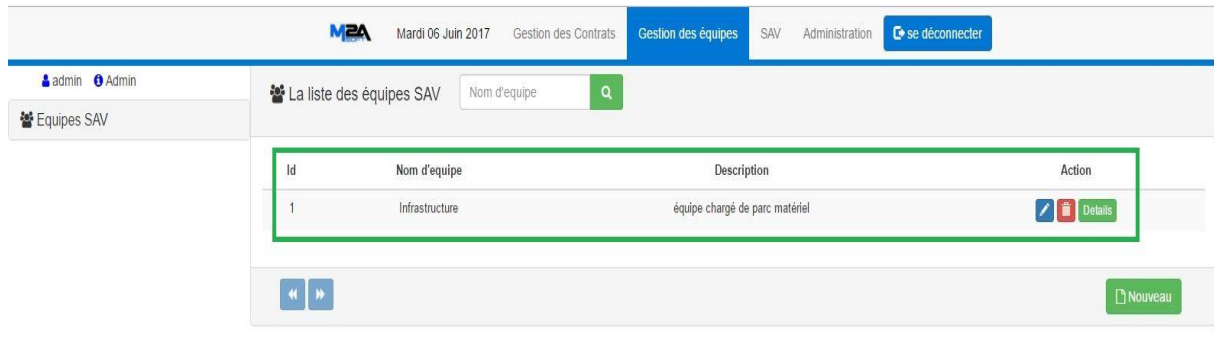 M2A SOFT Mardi 06 Juin 2017 Gestion des Contrats Gestion des équipes SAV Administration se déconnecter
admin Admin
Equipes SAV
La liste des équipes SAV Nom d'equipe
Id Nom d'equipe Description Action
1 Infrastructure équipe chargé de parc matériel Details
Nouveau